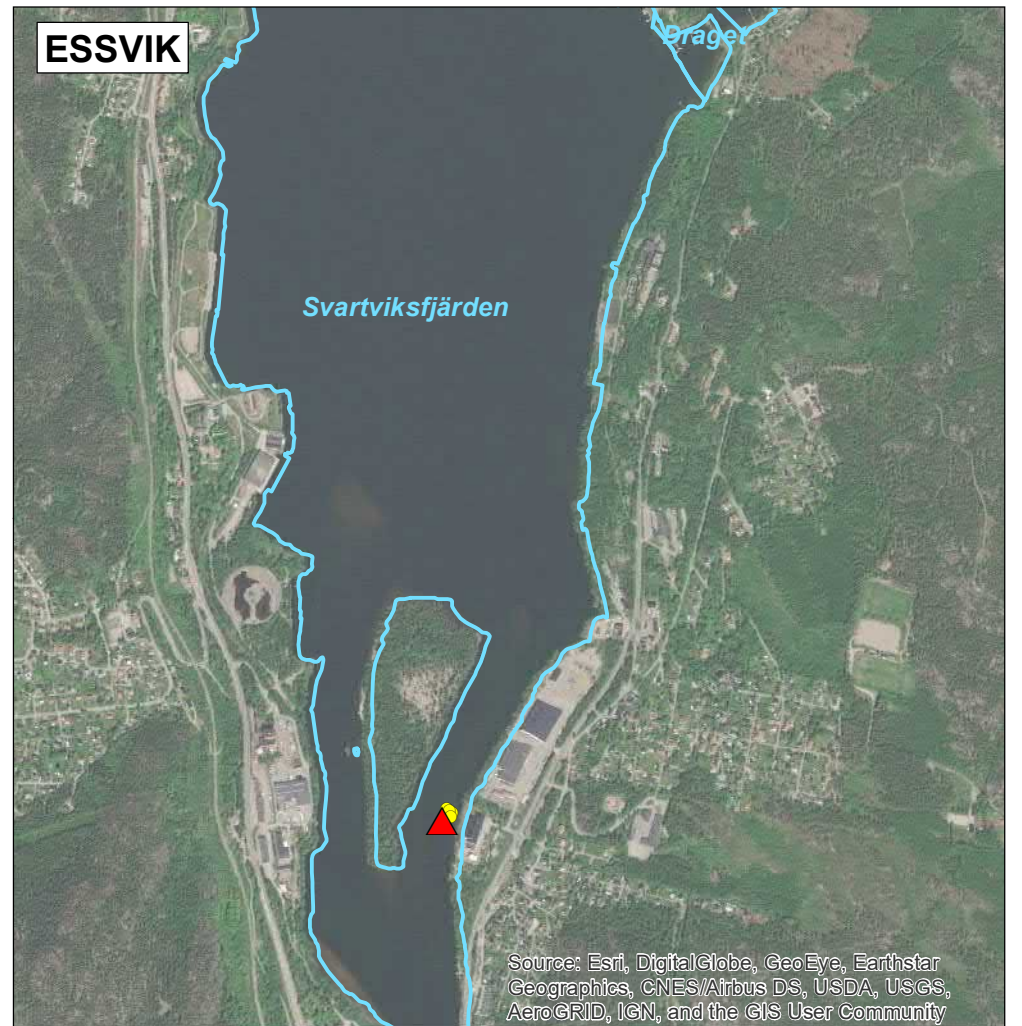 ESSVIK
Draget
Svartviksfjärden
Source: Esri, DigitalGlobe, GeoEye, Earthstar
Geographics, CNES/Airbus DS, USDA, USGS,
AeroGRID, IGN, and the GIS User Community